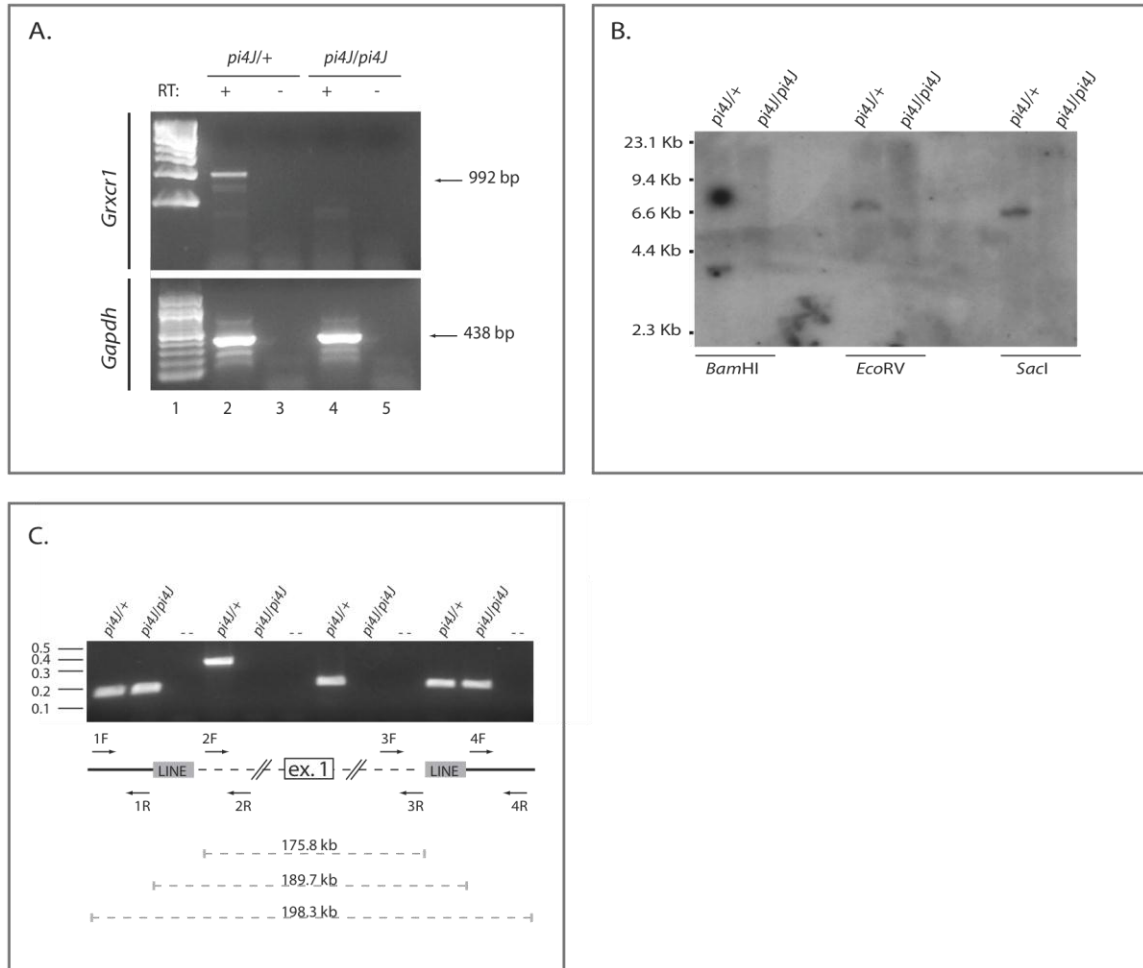 A.
pi4J/+ pi4J/pi4J
RT: + - + -
Grxcr1
992 bp
Gapdh
438 bp
1 2 3 4 5
B.
pi4J/+ pi4J/pi4J pi4J/+ pi4J/pi4J pi4J/+ pi4J/pi4J
23.1 Kb
9.4 Kb
6.6 Kb
4.4 Kb
2.3 Kb
BamHI EcoRV SacI
C.
pi4J/+ pi4J/pi4J -- pi4J/+ pi4J/pi4J -- pi4J/+ pi4J/pi4J -- pi4J/+ pi4J/pi4J --
0.5
0.4
0.3
0.2
0.1
1F 2F 3F 4F
LINE ex. 1 LINE
1R 2R 3R 4R
175.8 kb
189.7 kb
198.3 kb